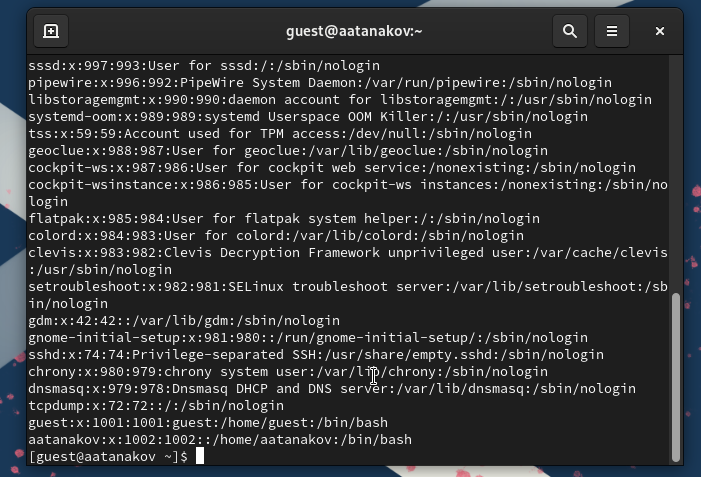 guest@aatanakov:~
sssd:x:997:993:User for sssd:/:/sbin/nologin
pipewire:x:996:992:PipeWire System Daemon:/var/run/pipewire:/sbin/nologin
libstoragemgmt:x:990:990:daemon account for libstoragemgmt:/:/usr/sbin/nologin
systemd-oom:x:989:989:systemd Userspace OOM Killer:/:/usr/sbin/nologin
tss:x:59:59:Account used for TPM access:/dev/null:/sbin/nologin
geoclue:x:988:987:User for geoclue:/var/lib/geoclue:/sbin/nologin
cockpit-ws:x:987:986:User for cockpit web service:/nonexisting:/sbin/nologin
cockpit-wsinstance:x:986:985:User for cockpit-ws instances:/nonexisting:/sbin/no
login
flatpak:x:985:984:User for flatpak system helper:/:/sbin/nologin
colord:x:984:983:User for colord:/var/lib/colord:/sbin/nologin
clevis:x:983:982:Clevis Decryption Framework unprivileged user:/var/cache/clevis
:/usr/sbin/nologin
setroubleshoot:x:982:981:SELinux troubleshoot server:/var/lib/setroubleshoot:/sb
in/nologin
gdm:x:42:42::/var/lib/gdm:/sbin/nologin
gnome-initial-setup:x:981:980::/run/gnome-initial-setup/:/sbin/nologin
sshd:x:74:74:Privilege-separated SSH:/usr/share/empty.sshd:/sbin/nologin
chrony:x:980:979:chrony system user:/var/lib/chrony:/sbin/nologin
dnsmasq:x:979:978:Dnsmasq DHCP and DNS server:/var/lib/dnsmasq:/sbin/nologin
tcpdump:x:72:72::/:/sbin/nologin
guest:x:1001:1001:guest:/home/guest:/bin/bash
aatanakov:x:1002:1002::/home/aatanakov:/bin/bash
[guest@aatanakov ~]$